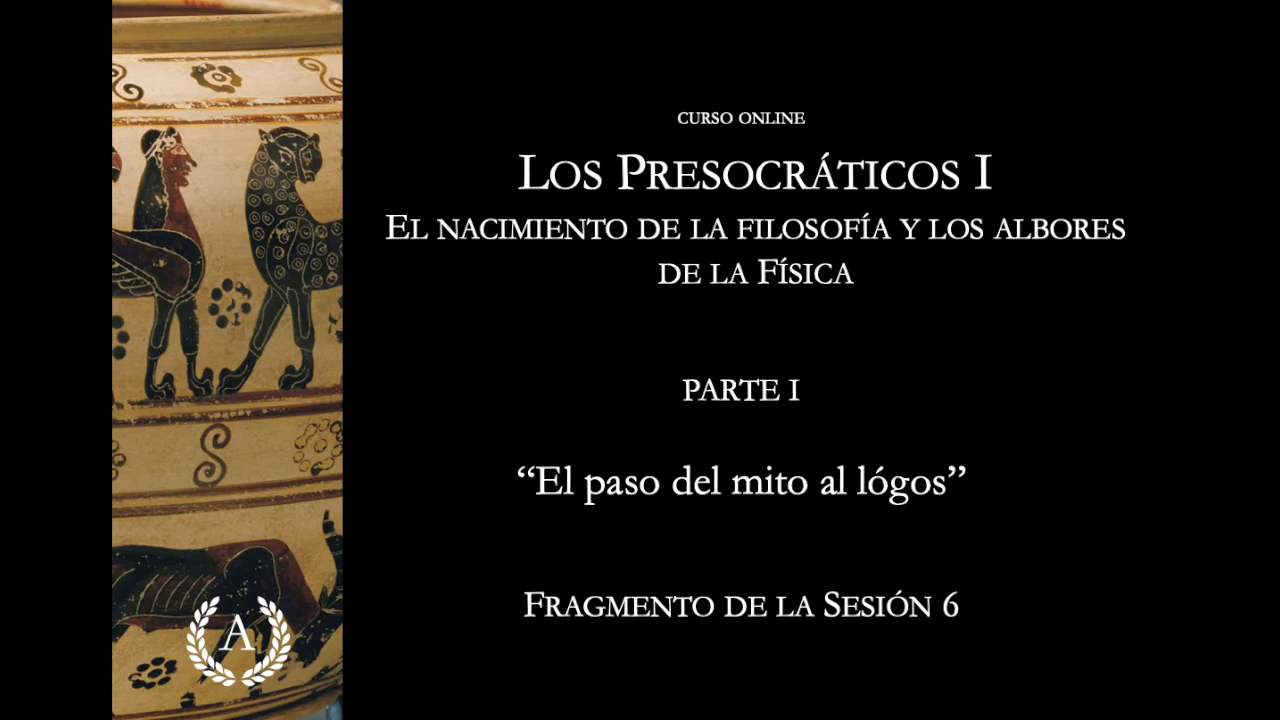 CURSO ONLINE
LOS PRESOCRÁTICOS I
EL NACIMIENTO DE LA FILOSOFÍA Y LOS ALBORES
DE LA FÍSICA
PARTE I
“El paso del mito al lógos”
FRAGMENTO DE LA SESIÓN 6
A